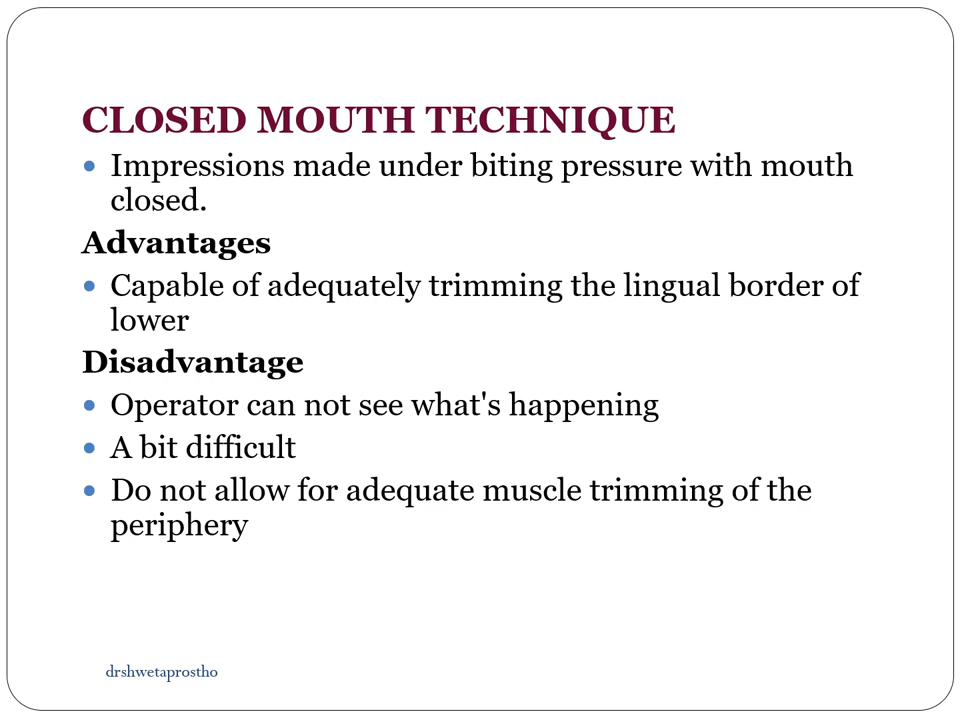 CLOSED MOUTH TECHNIQUE
• Impressions made under biting pressure with mouth
closed.
Advantages
• Capable of adequately trimming the lingual border of
lower
Disadvantage
• Operator can not see what's happening
• A bit difficult
• Do not allow for adequate muscle trimming of the
periphery
drshwetaprostho